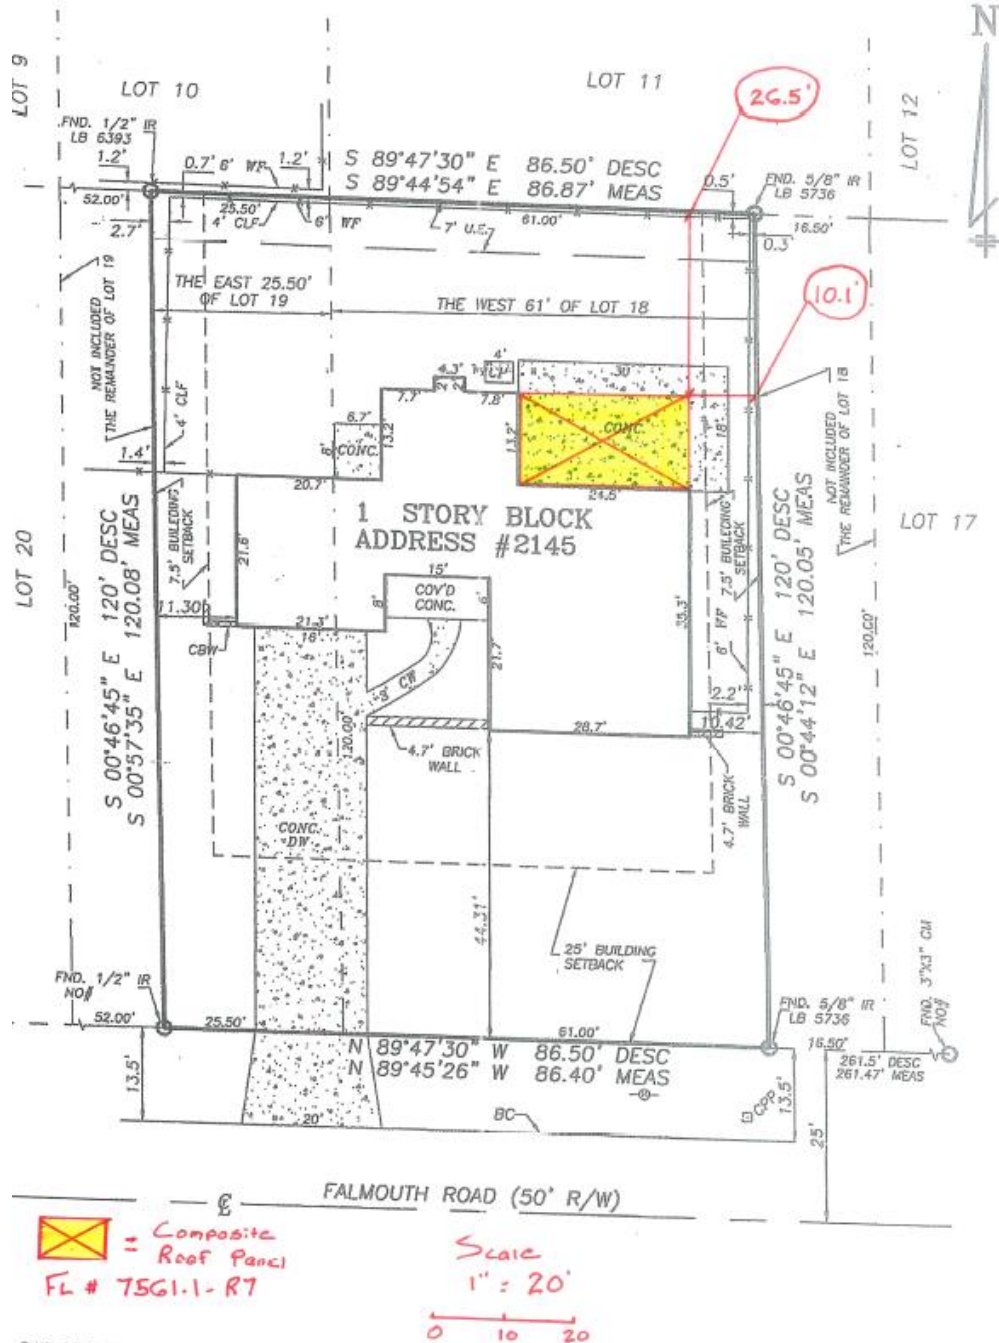 N
LOT 9
LOT 10
LOT 11
LOT 12
26.5'
FND. 1/2" IR
LB 6393
1.2'
0.7'
6' WF
1.2'
S 89°47'30" E 86.50' DESC
S 89°44'54" E 86.87' MEAS
0.5'
FND. 5/8" IR
LB 5736
52.00'
25.50'
4' CLF
6' WF
7' U.E.
61.00'
16.50'
2.7'
0.3'
THE EAST 25.50'
OF LOT 19
THE WEST 61' OF LOT 18
10.1'
NOT INCLUDED
THE REMAINDER OF LOT 19
4' CLF
4.3'
4'
2'
2'
30'
7.7'
7.8'
6.7'
8'
CONC.
13.2'
13.2'
CONC.
18'
NOT INCLUDED
THE REMAINDER OF LOT 18
1.4'
20.7'
24.5'
1 STORY BLOCK
ADDRESS #2145
LOT 20
LOT 17
7.5' BUILDING
SETBACK
21.6'
15'
COV'D
CONC.
8'
6'
35.3'
7.5' BUILDING
SETBACK
6' WF
120.00'
120.00'
S 00°46'45" E 120' DESC
S 00°57'35" E 120.08' MEAS
S 00°46'45" E 120' DESC
S 00°44'12" E 120.05' MEAS
11.30'
CBW
21.3'
16'
3' CW
21.7'
2.2'
10.42'
120.00'
4.7' BRICK
WALL
28.7'
4.7' BRICK
WALL
CONC.
DW
44.31'
25' BUILDING
SETBACK
FND. 1/2" IR
NO#
FND. 5/8" IR
LB 5736
FND. 3"X3" CM
NO#
52.00'
25.50'
61.00'
16.50'
N 89°47'30" W 86.50' DESC
N 89°45'26" W 86.40' MEAS
261.5' DESC
261.47' MEAS
13.5'
20'
BC
CPP
13.5'
25'
FALMOUTH ROAD (50' R/W)
= Composite
Roof Panel
FL # 7561.1-R7
Scale
1" = 20'
0 10 20